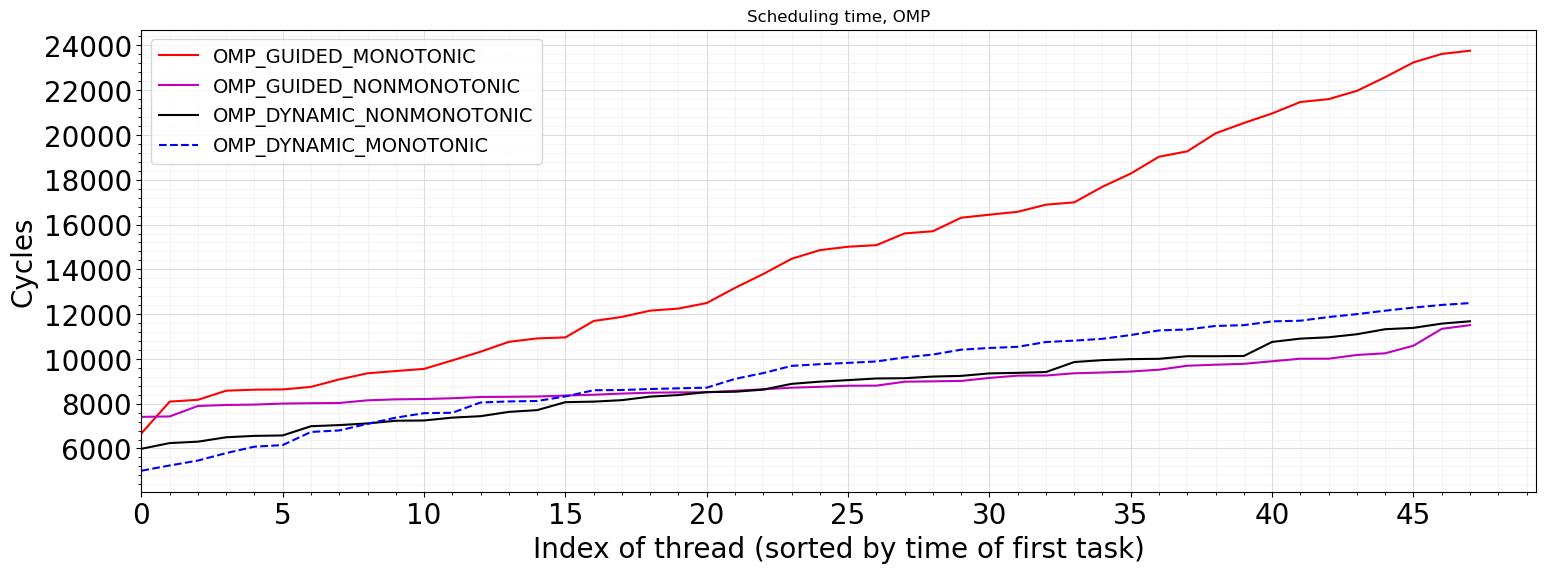 Scheduling time, OMP
24000
22000
20000
18000
16000
14000
12000
10000
8000
6000
Cycles
OMP_GUIDED_MONOTONIC
OMP_GUIDED_NONMONOTONIC
OMP_DYNAMIC_NONMONOTONIC
OMP_DYNAMIC_MONOTONIC
0 5 10 15 20 25 30 35 40 45
Index of thread (sorted by time of first task)